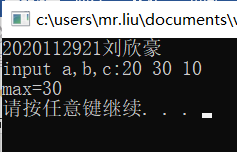 c:\users\mr.liu\documents\v
2020112921刘欣豪
input a,b,c:20 30 10
max=30
请按任意键继续. . .